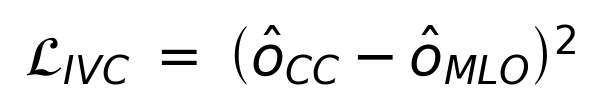 ℒ_IVC = (ô_CC − ô_MLO)²